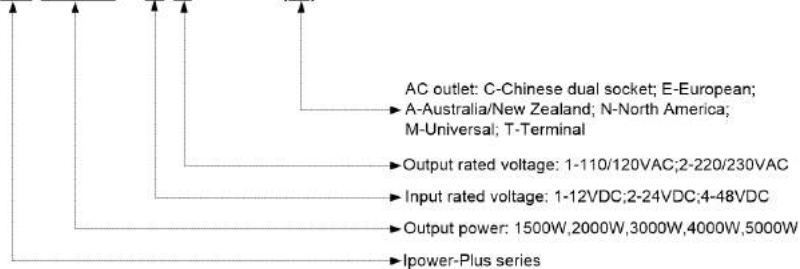 AC outlet: C-Chinese dual socket; E-European;
A-Australia/New Zealand; N-North America;
M-Universal; T-Terminal
Output rated voltage: 1-110/120VAC;2-220/230VAC
Input rated voltage: 1-12VDC;2-24VDC;4-48VDC
Output power: 1500W,2000W,3000W,4000W,5000W
Ipower-Plus series